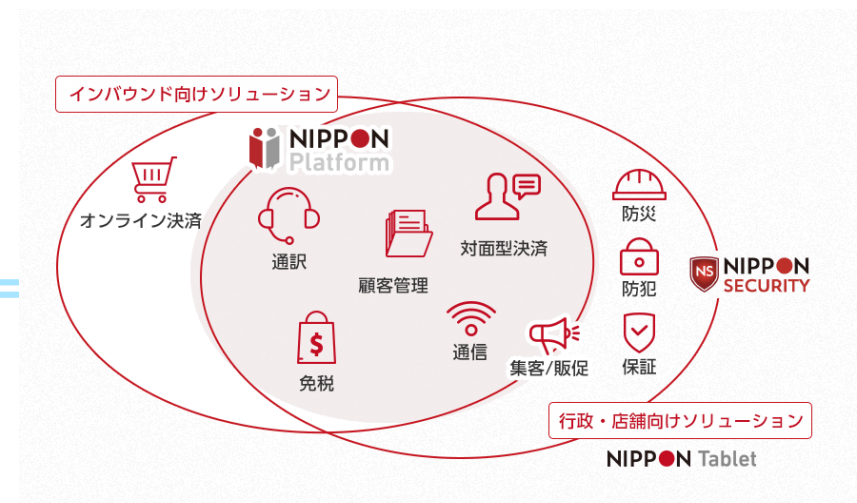 インバウンド向けソリューション
NIPPON
Platform
オンライン決済
通訳
顧客管理
対面型決済
防災
防犯
NS
NIPPON
SECURITY
$
免税
通信
集客/販促
保証
行政・店舗向けソリューション
NIPPON Tablet